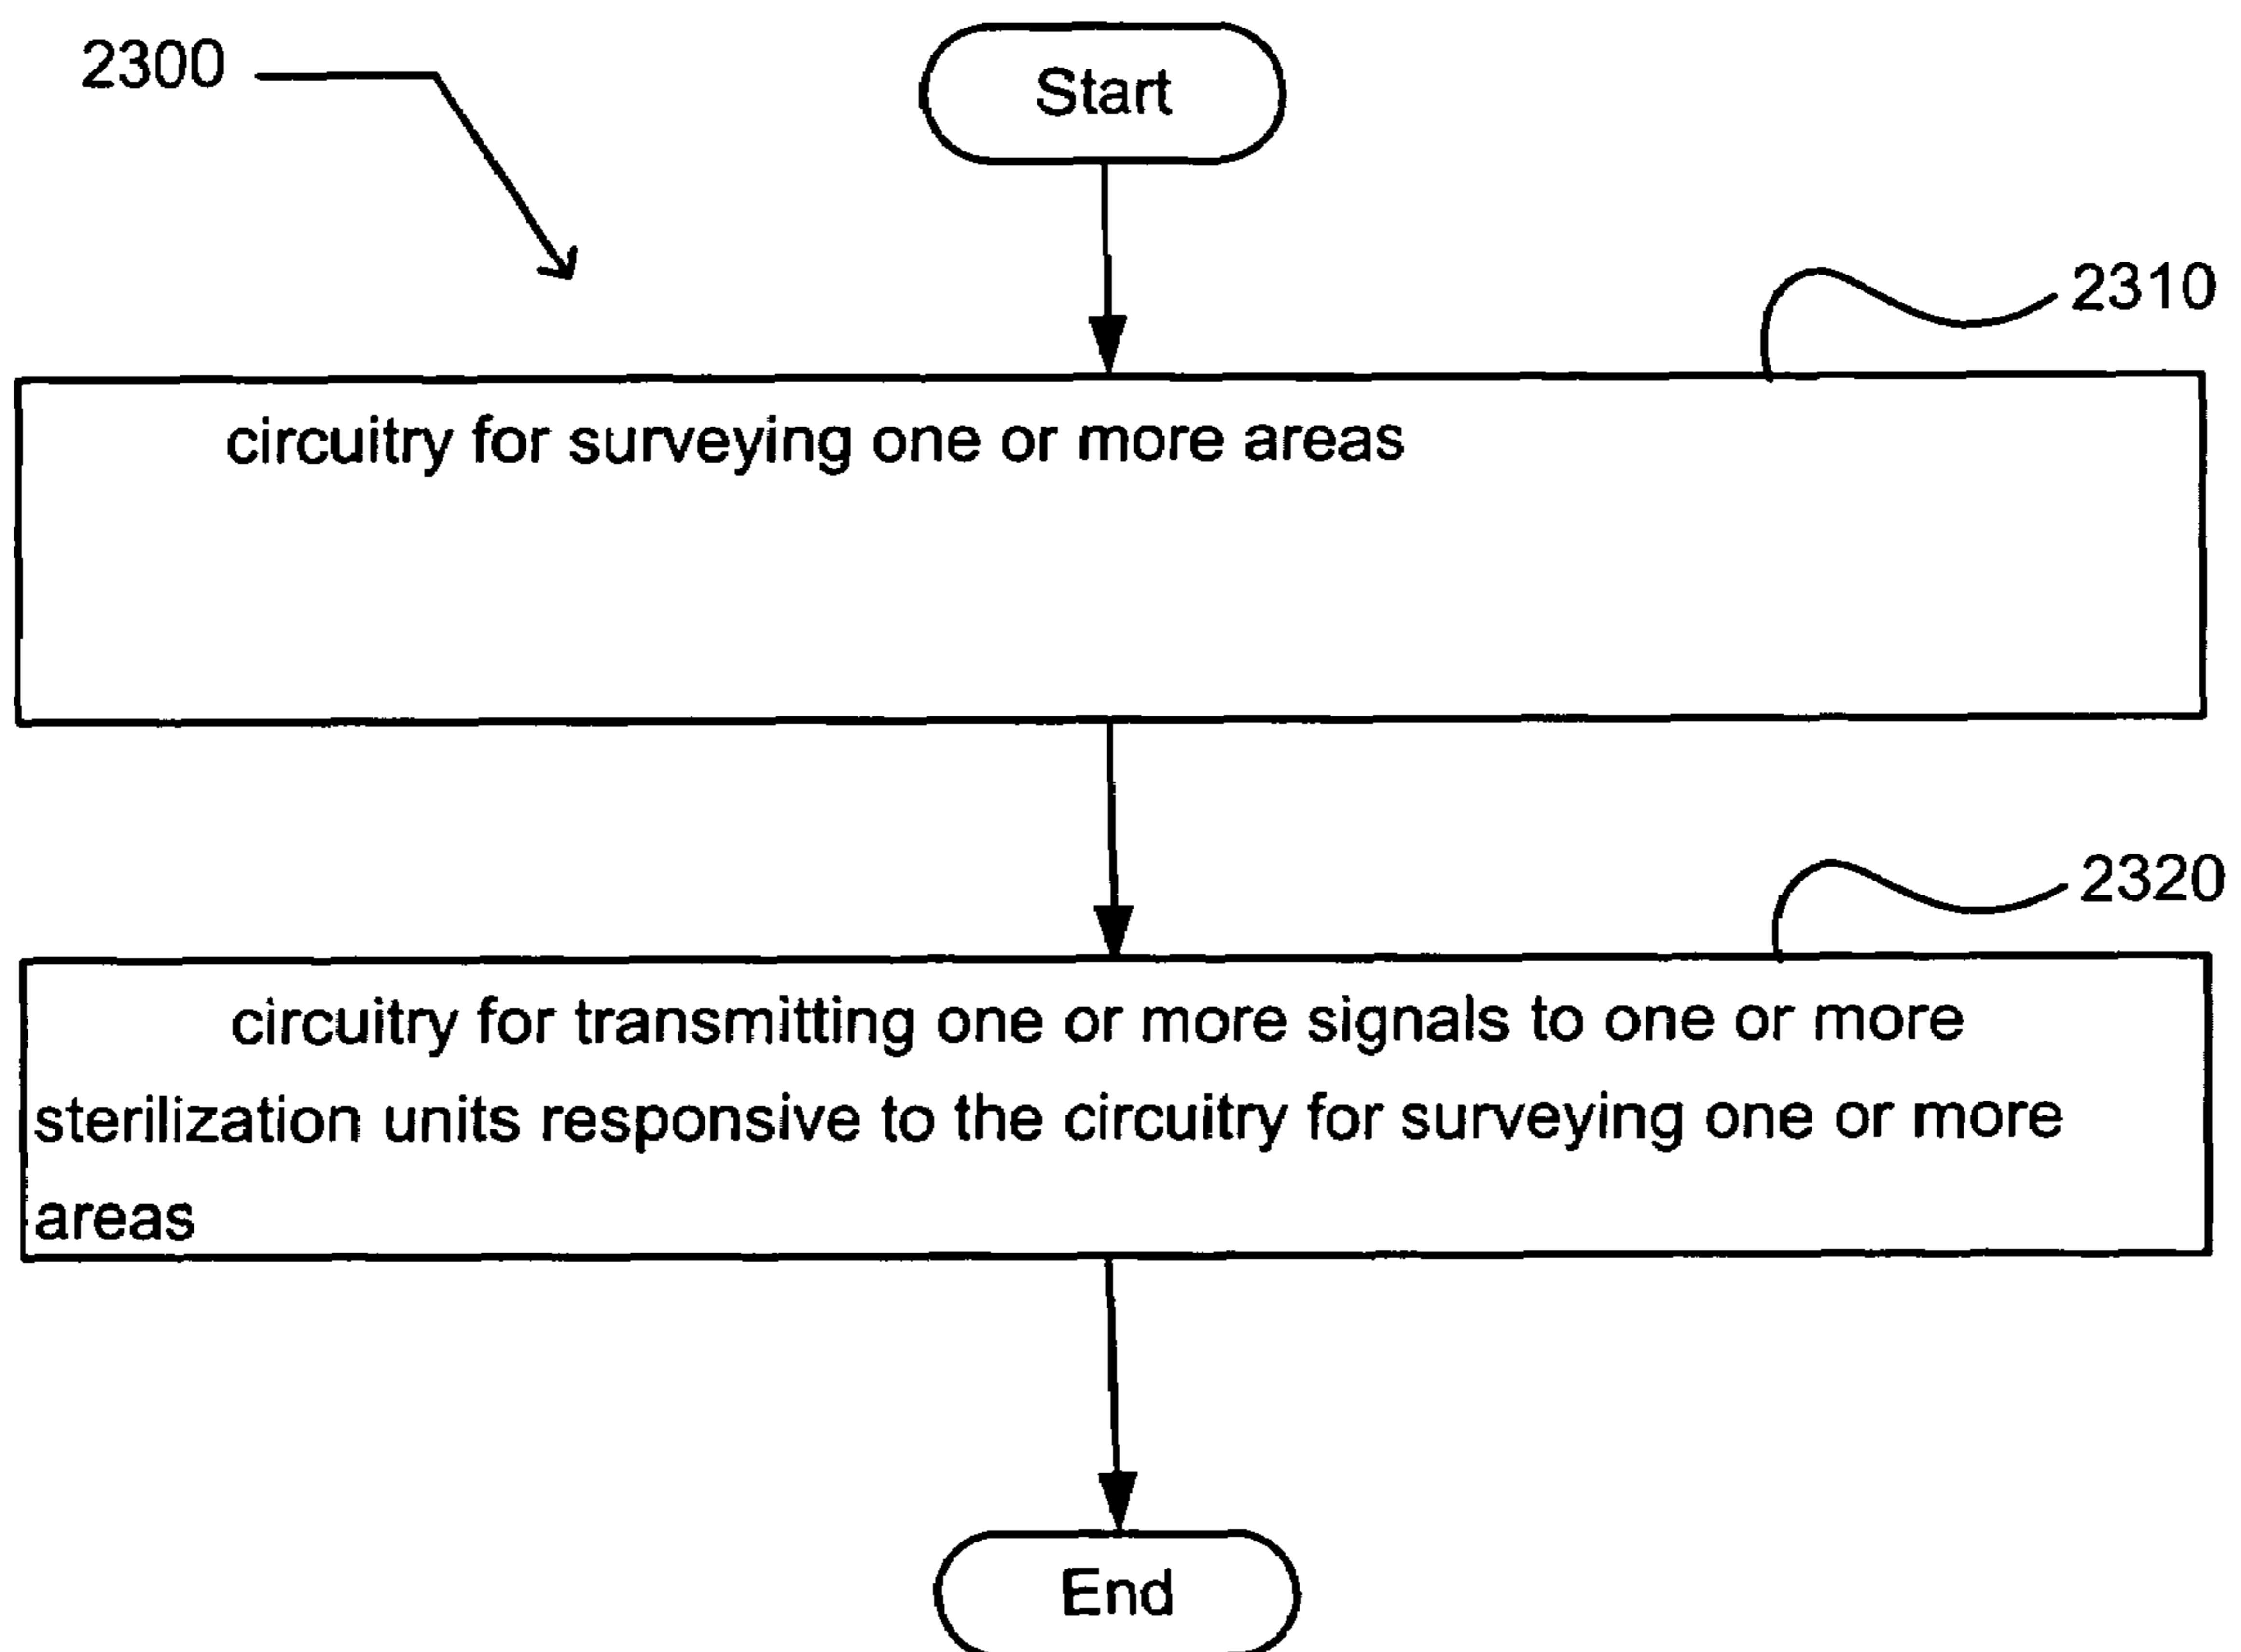 2300
Start
2310
circuitry for surveying one or more areas
2320
circuitry for transmitting one or more signals to one or more
sterilization units responsive to the circuitry for surveying one or more
areas
End